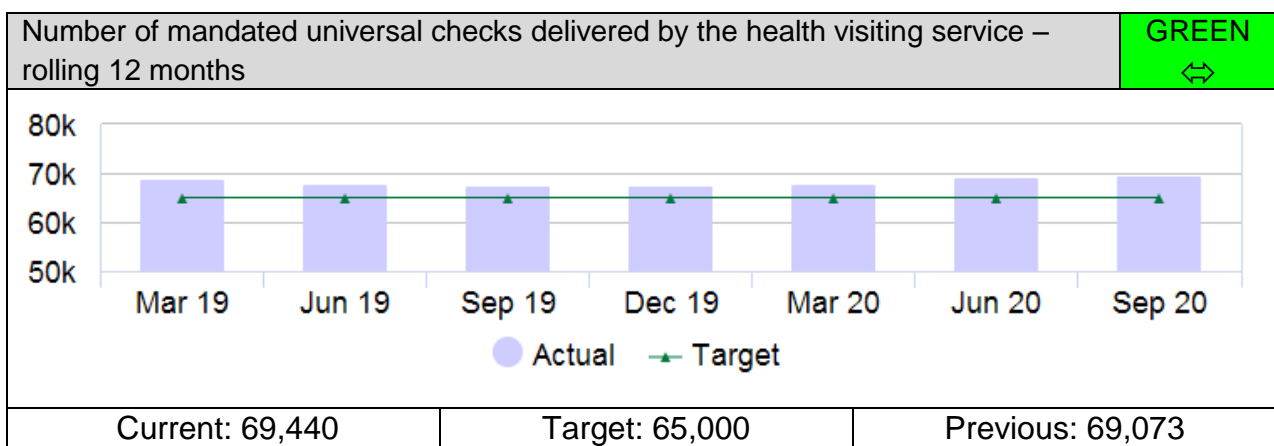 Number of mandated universal checks delivered by the health visiting service –
rolling 12 months
GREEN
⬄
80k
70k
60k
50k
Mar 19 Jun 19 Sep 19 Dec 19 Mar 20 Jun 20 Sep 20
Actual Target
Current: 69,440 Target: 65,000 Previous: 69,073